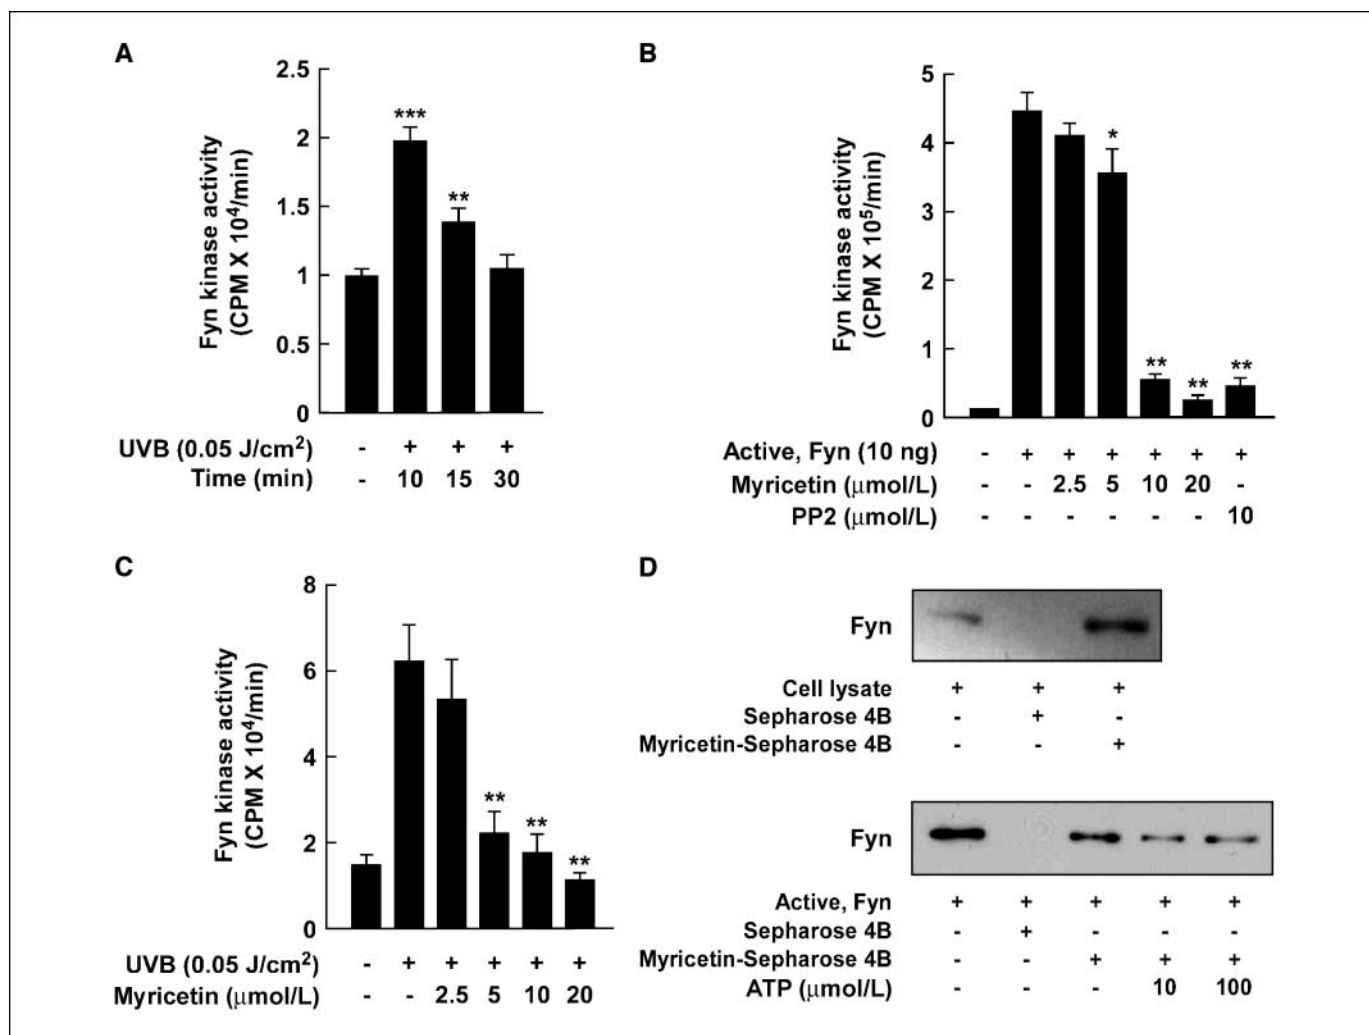 A
Fyn kinase activity
(CPM X 10⁴/min)
2.5
2
1.5
1
0.5
0
***
**
UVB (0.05 J/cm²) - + + +
Time (min) - 10 15 30
B
Fyn kinase activity
(CPM X 10⁵/min)
5
4
3
2
1
0
*
**
**
**
Active, Fyn (10 ng) - + + + + + +
Myricetin (μmol/L) - - 2.5 5 10 20 -
PP2 (μmol/L) - - - - - - 10
C
Fyn kinase activity
(CPM X 10⁴/min)
8
6
4
2
0
**
**
**
UVB (0.05 J/cm²) - + + + + +
Myricetin (μmol/L) - - 2.5 5 10 20
D
Fyn
Cell lysate + + +
Sepharose 4B - + -
Myricetin-Sepharose 4B - - +
Fyn
Active, Fyn + + + + +
Sepharose 4B - + - - -
Myricetin-Sepharose 4B - - + + +
ATP (μmol/L) - - - 10 100